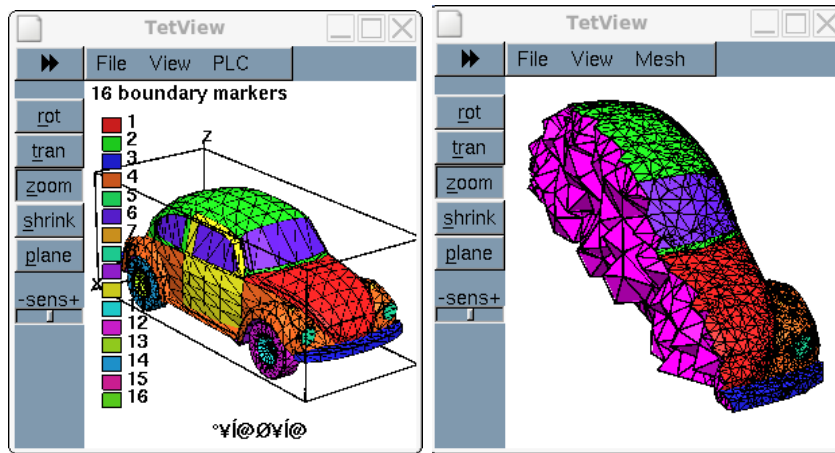 TetView
File View PLC
16 boundary markers
rot
tran
zoom
shrink
plane
-sens+
1
2
3
4
5
6
7
12
13
14
15
16
Z
X
°¥Í@Ø¥Í@
TetView
File View Mesh
rot
tran
zoom
shrink
plane
-sens+